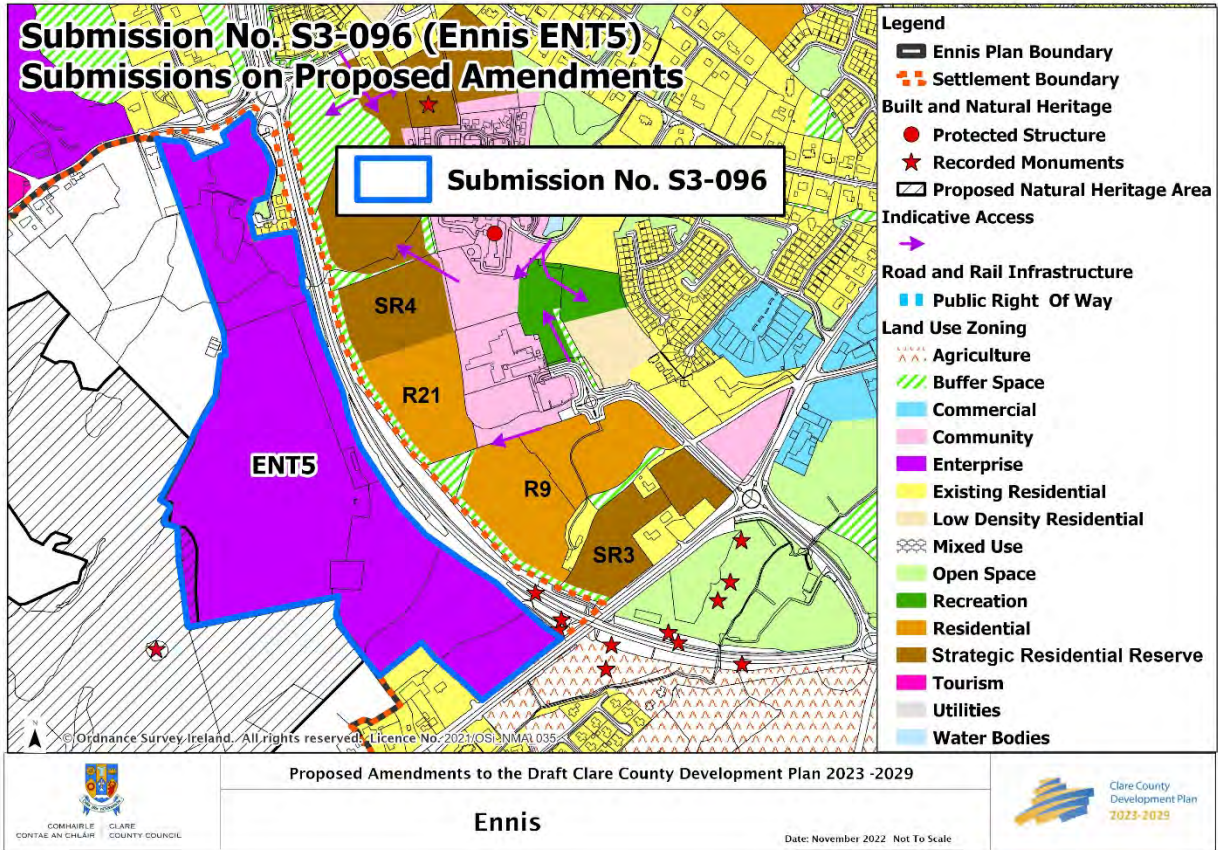 Submission No. S3-096 (Ennis ENT5)
Submissions on Proposed Amendments
Submission No. S3-096
SR4
R21
ENT5
R9
SR3
N
© Ordnance Survey Ireland. All rights reserved. Licence No. 2021/OSi_NMA_035
Legend
Ennis Plan Boundary
Settlement Boundary
Built and Natural Heritage
Protected Structure
Recorded Monuments
Proposed Natural Heritage Area
Indicative Access
Road and Rail Infrastructure
Public Right Of Way
Land Use Zoning
Agriculture
Buffer Space
Commercial
Community
Enterprise
Existing Residential
Low Density Residential
Mixed Use
Open Space
Recreation
Residential
Strategic Residential Reserve
Tourism
Utilities
Water Bodies
COMHAIRLE CLARE
CONTAE AN CHLÁIR COUNTY COUNCIL
Proposed Amendments to the Draft Clare County Development Plan 2023 -2029
Ennis
Date: November 2022 Not To Scale
Clare County
Development Plan
2023-2029